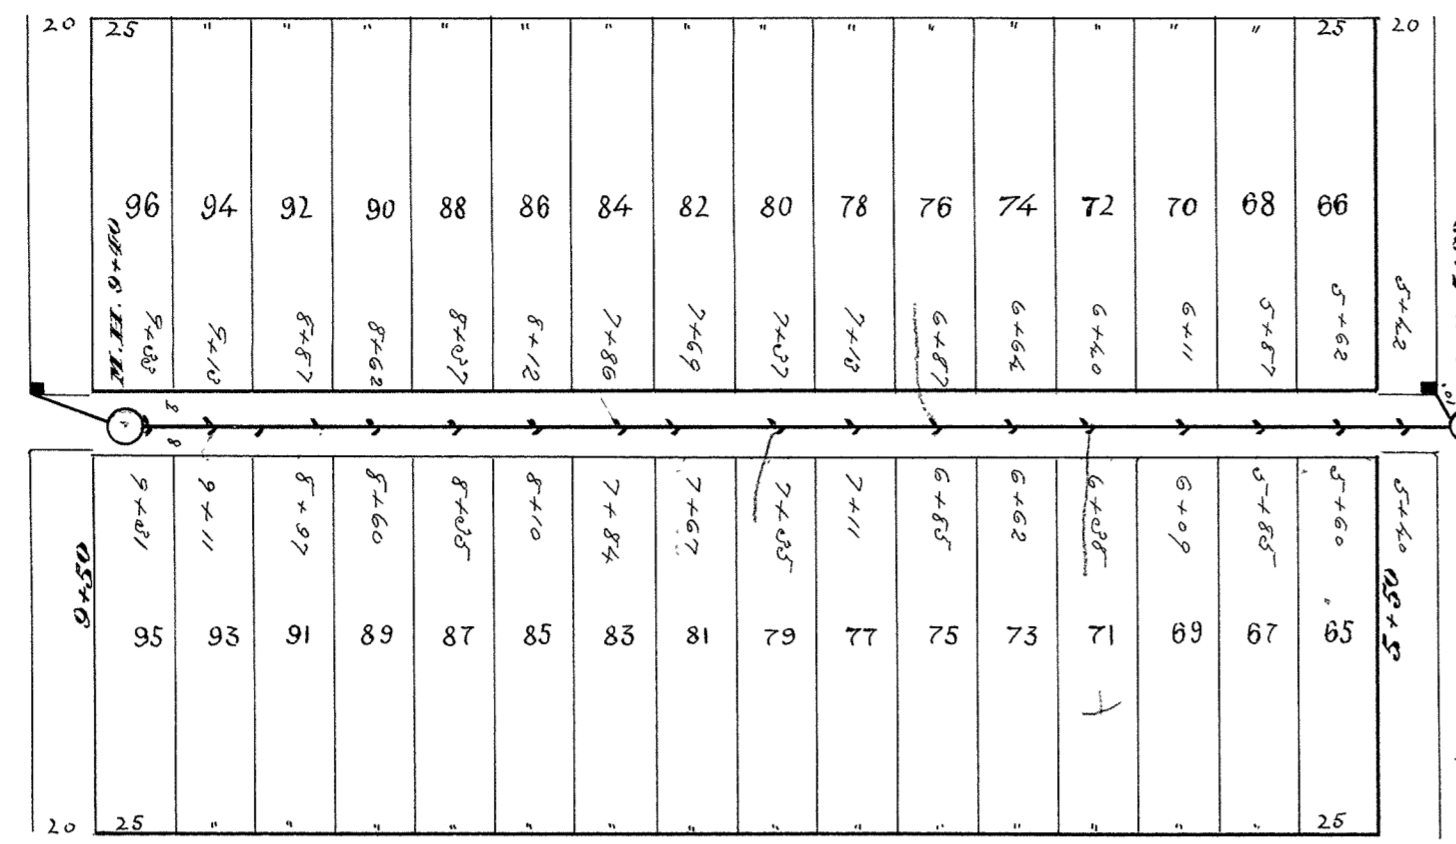 20 25 " " " " " " " " " " " " " " 25 20
96 94 92 90 88 86 84 82 80 78 76 74 72 70 68 66
M.H. 9+40
9+33 9+13 8+87 8+62 8+37 8+12 7+86 7+69 7+37 7+13 6+87 6+64 6+40 6+11 5+87 5+62 5+42
8
8
9+31 9+11 8+97 8+60 8+35 8+10 7+84 7+67 7+35 7+11 6+85 6+62 6+38 6+09 5+85 5+60 5+40
9+50 5+50
95 93 91 89 87 85 83 81 79 77 75 73 71 69 67 65
20 25 " " " " " " " " " " " " " " 25